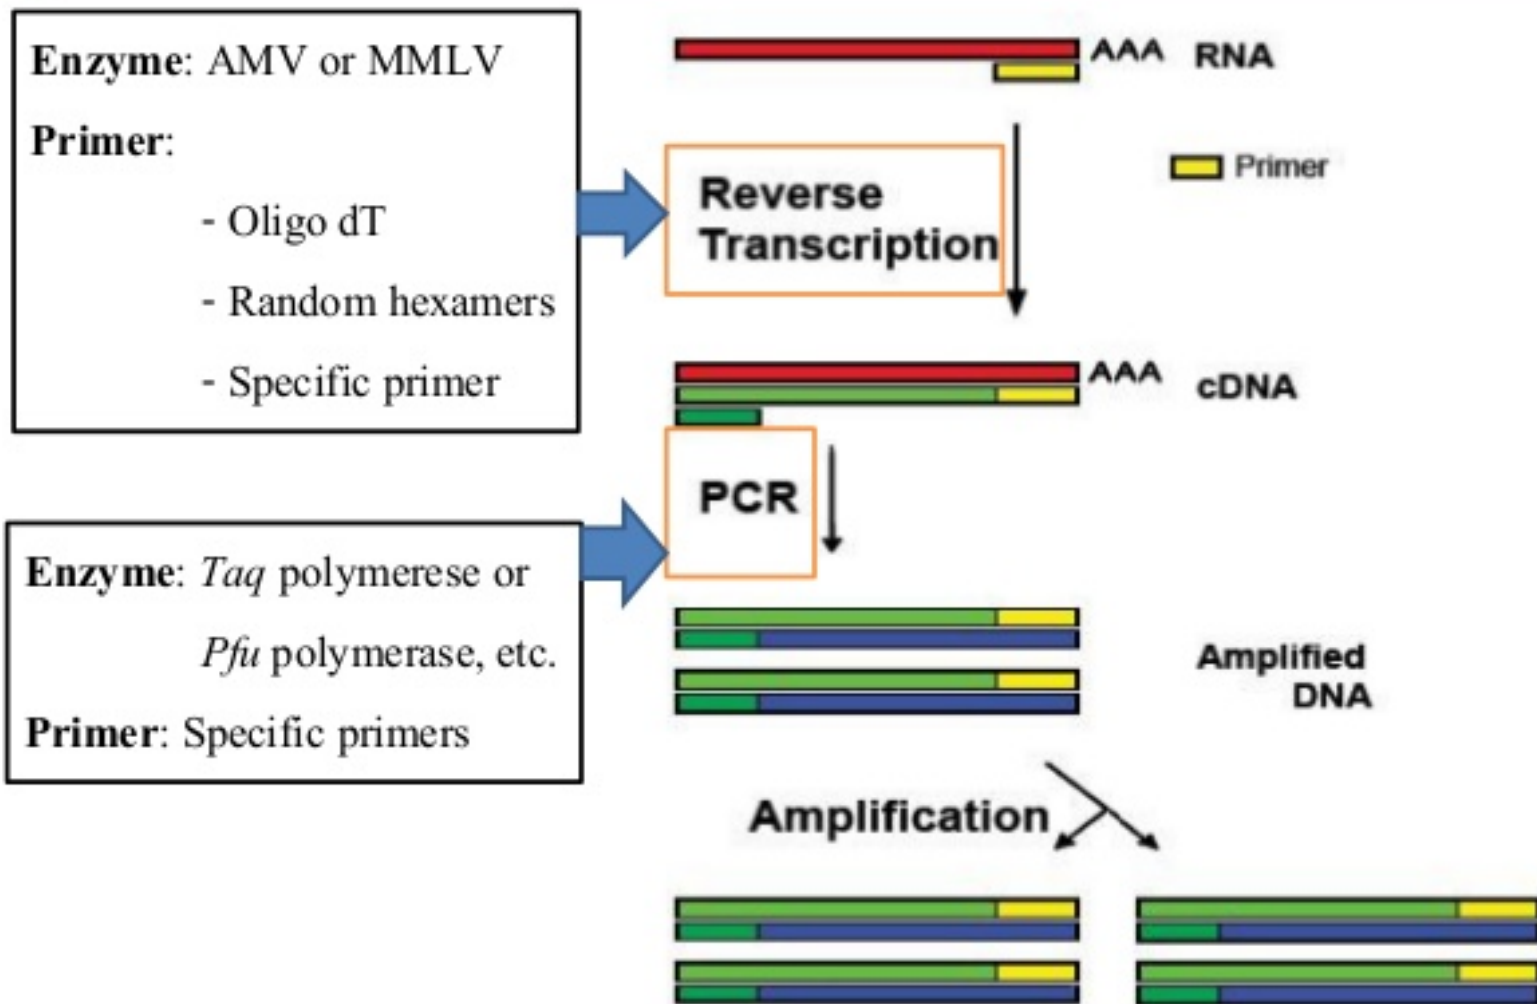 Enzyme: AMV or MMLV
Primer:
- Oligo dT
- Random hexamers
- Specific primer
AAA RNA
Primer
Reverse
Transcription
AAA cDNA
PCR
Enzyme: Taq polymerese or
Pfu polymerase, etc.
Primer: Specific primers
Amplified
DNA
Amplification